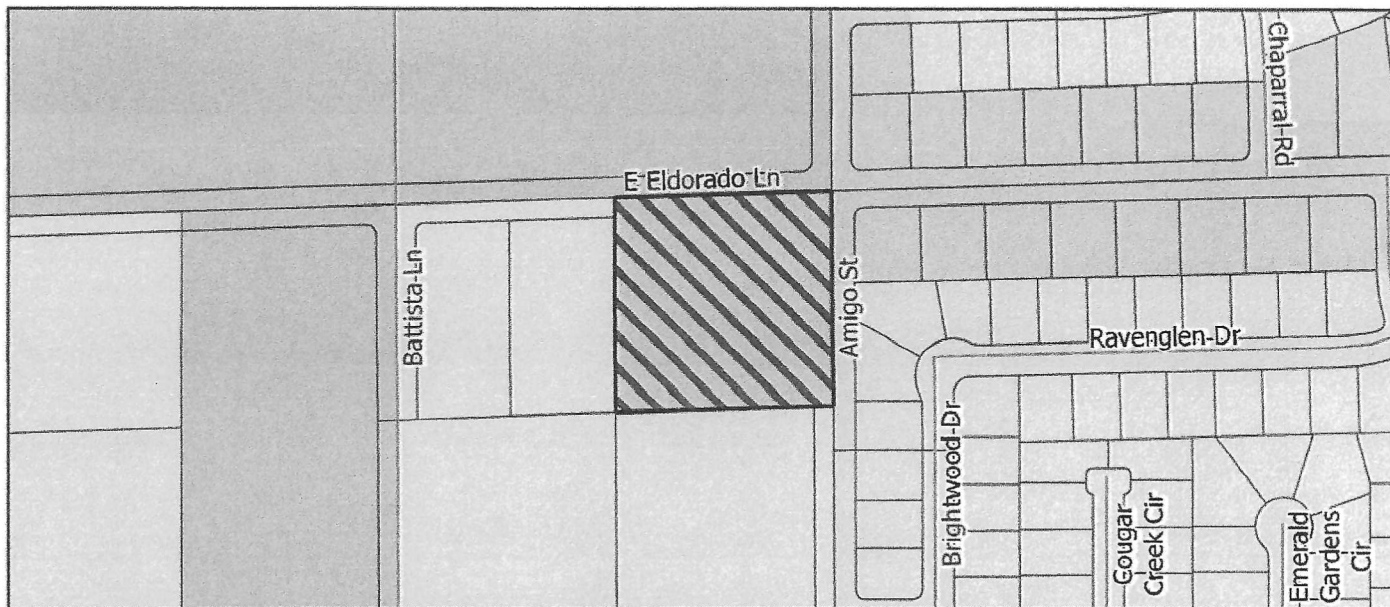 Chaparral-Rd
E Eldorado Ln
Battista-Ln
Amigo St
Ravenglen-Dr
Brightwood-Dr
Cougar
Creek Cir
Emerald
Gardens
Cir